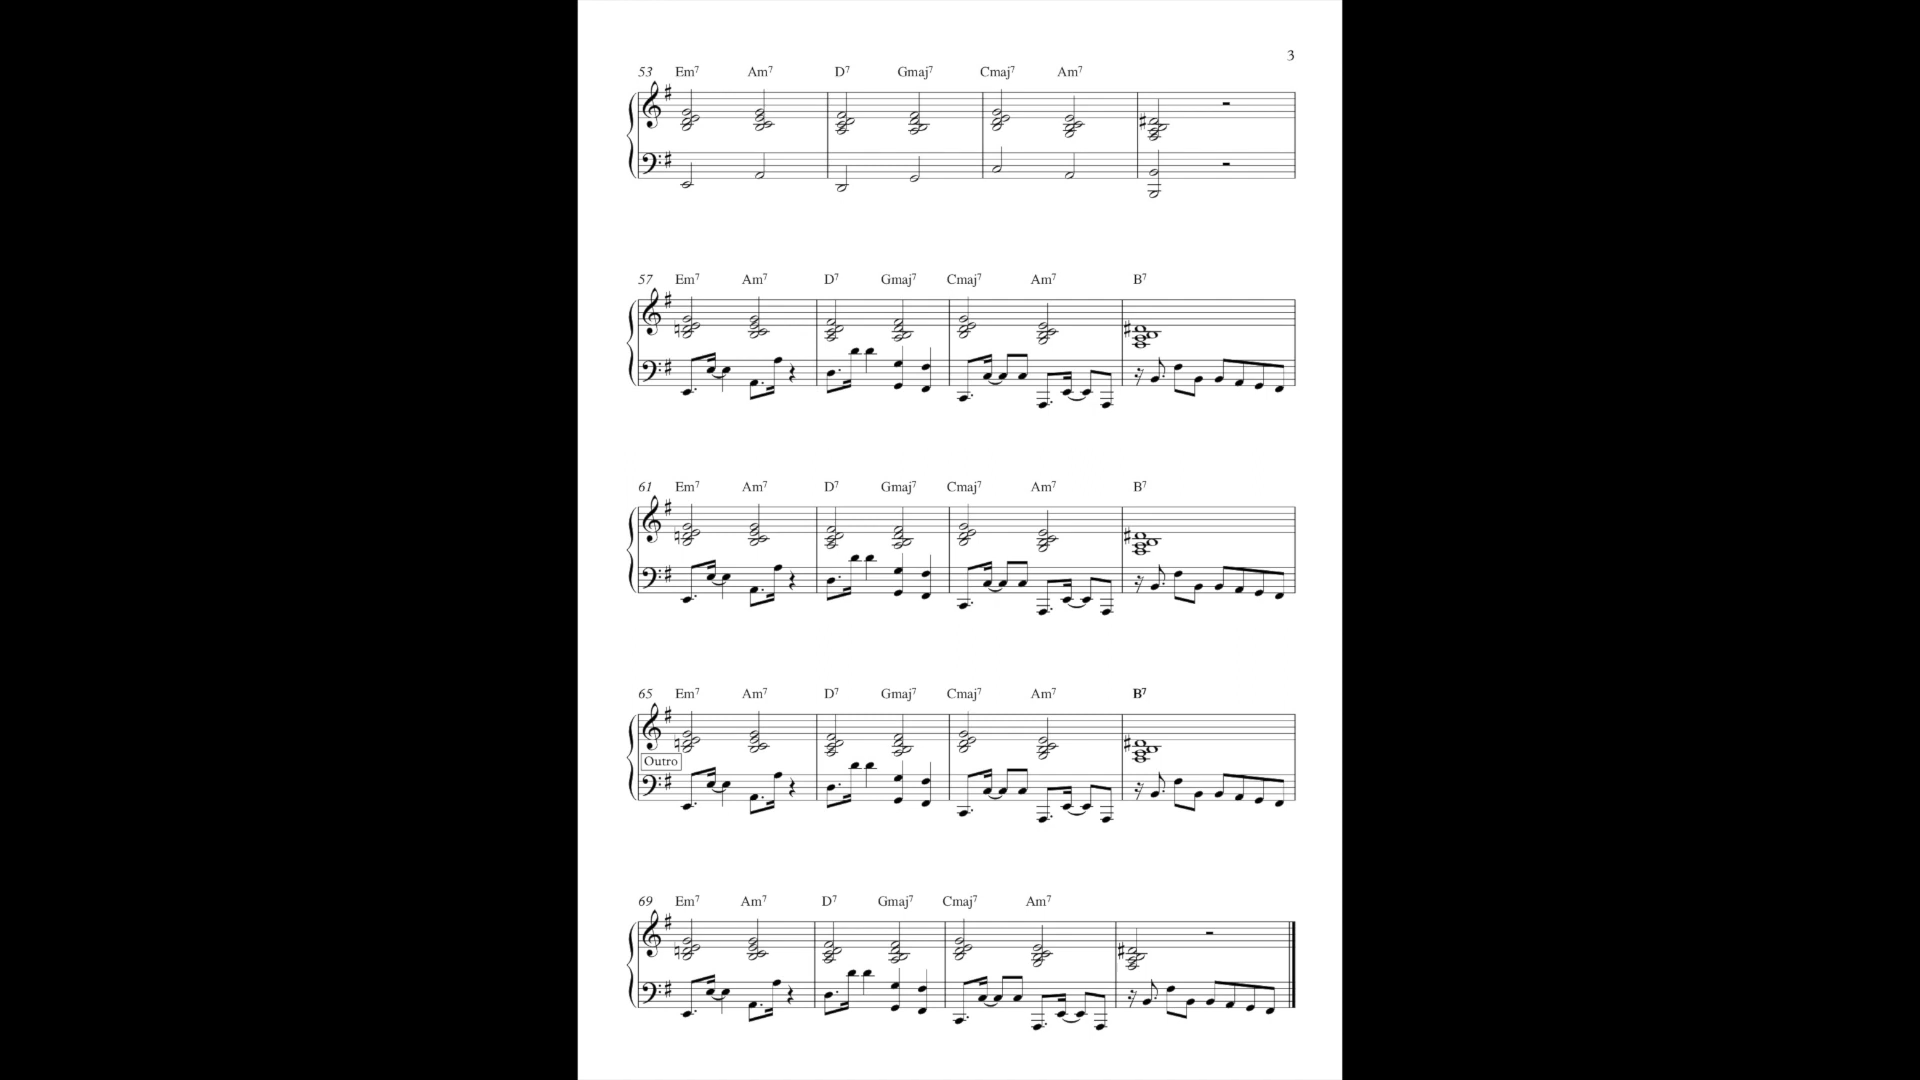 3
53 Em7 Am7 D7 Gmaj7 Cmaj7 Am7
57 Em7 Am7 D7 Gmaj7 Cmaj7 Am7 B7
61 Em7 Am7 D7 Gmaj7 Cmaj7 Am7 B7
65 Em7 Am7 D7 Gmaj7 Cmaj7 Am7 B7
Outro
69 Em7 Am7 D7 Gmaj7 Cmaj7 Am7